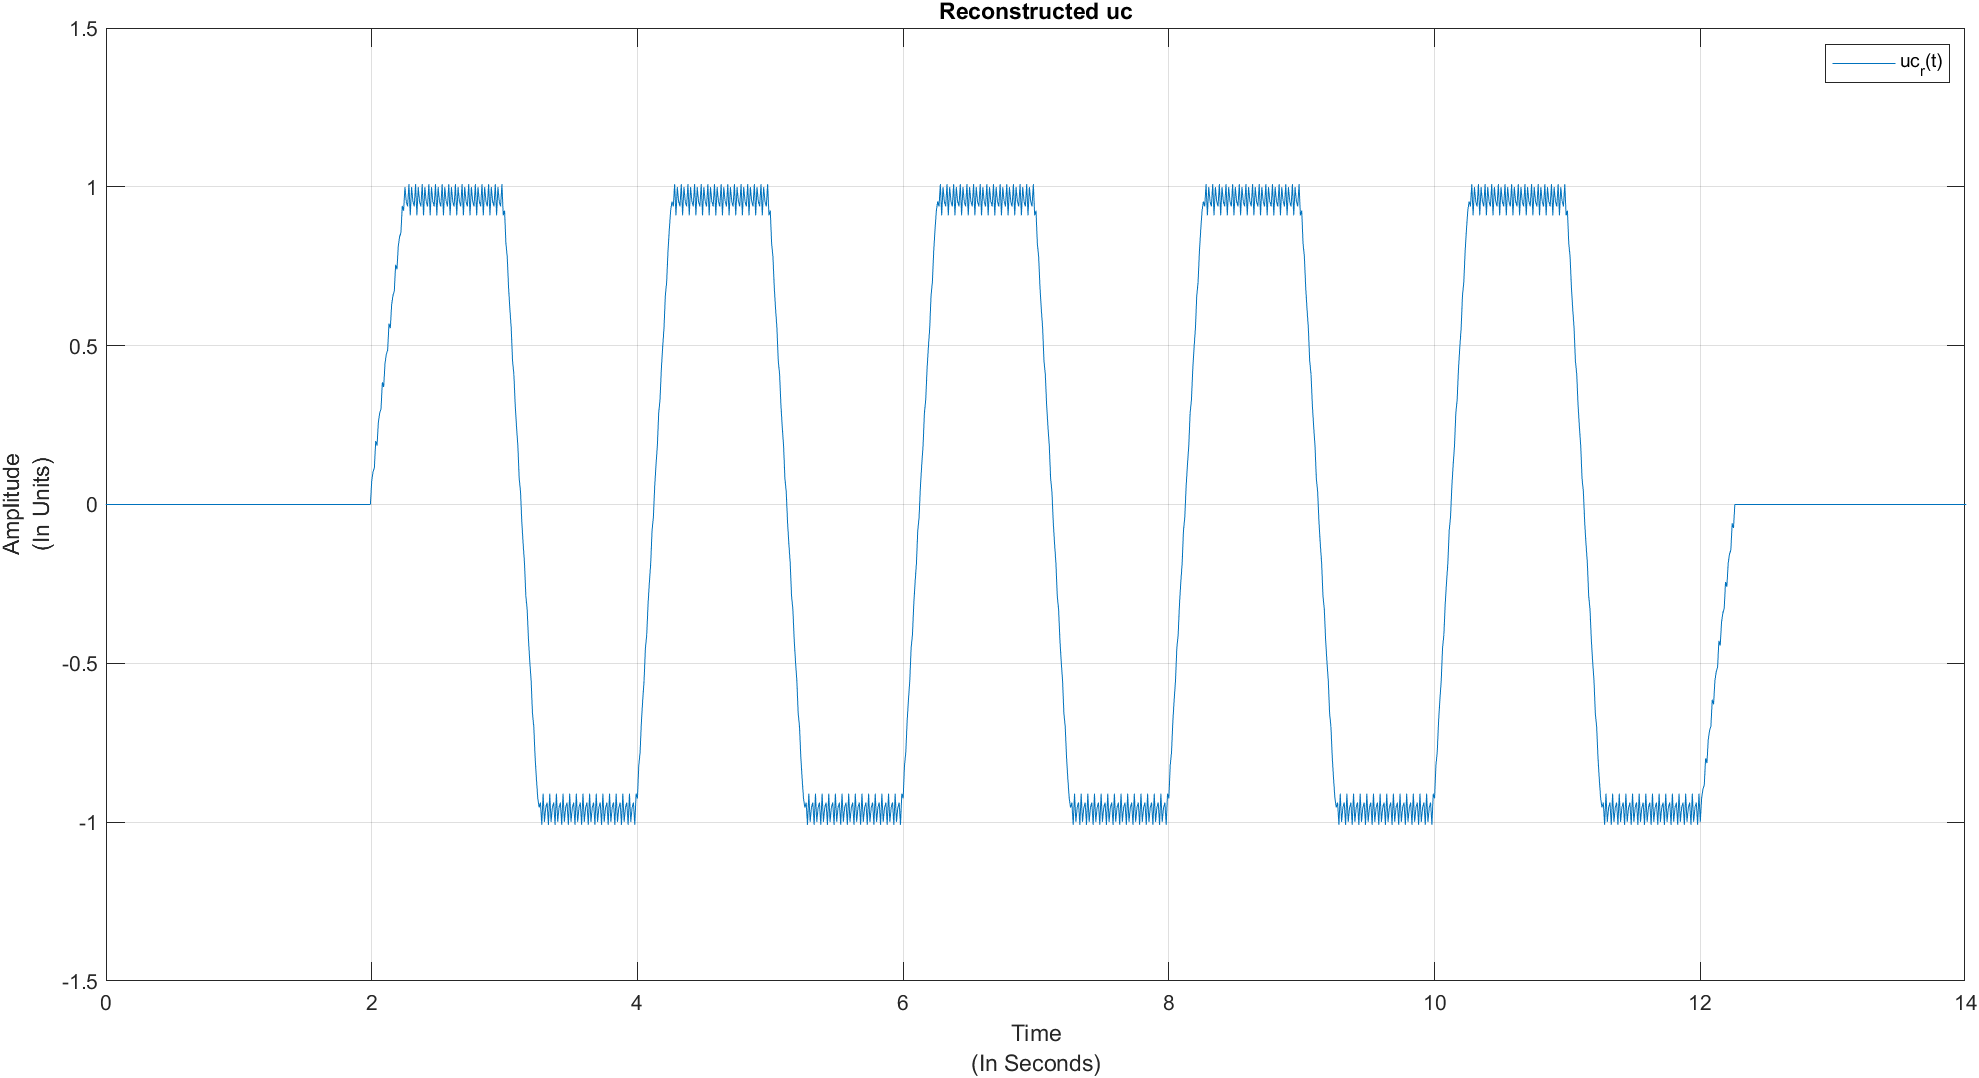 Reconstructed uc
uc_r(t)
1.5
1
0.5
0
-0.5
-1
-1.5
Amplitude
(In Units)
0 2 4 6 8 10 12 14
Time
(In Seconds)